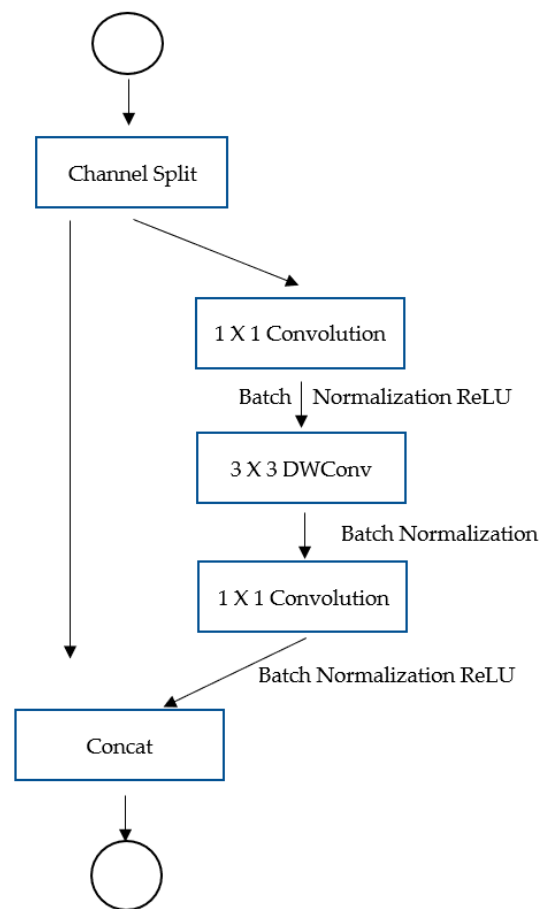 Channel Split
1 X 1 Convolution
Batch Normalization ReLU
3 X 3 DWConv
Batch Normalization
1 X 1 Convolution
Batch Normalization ReLU
Concat